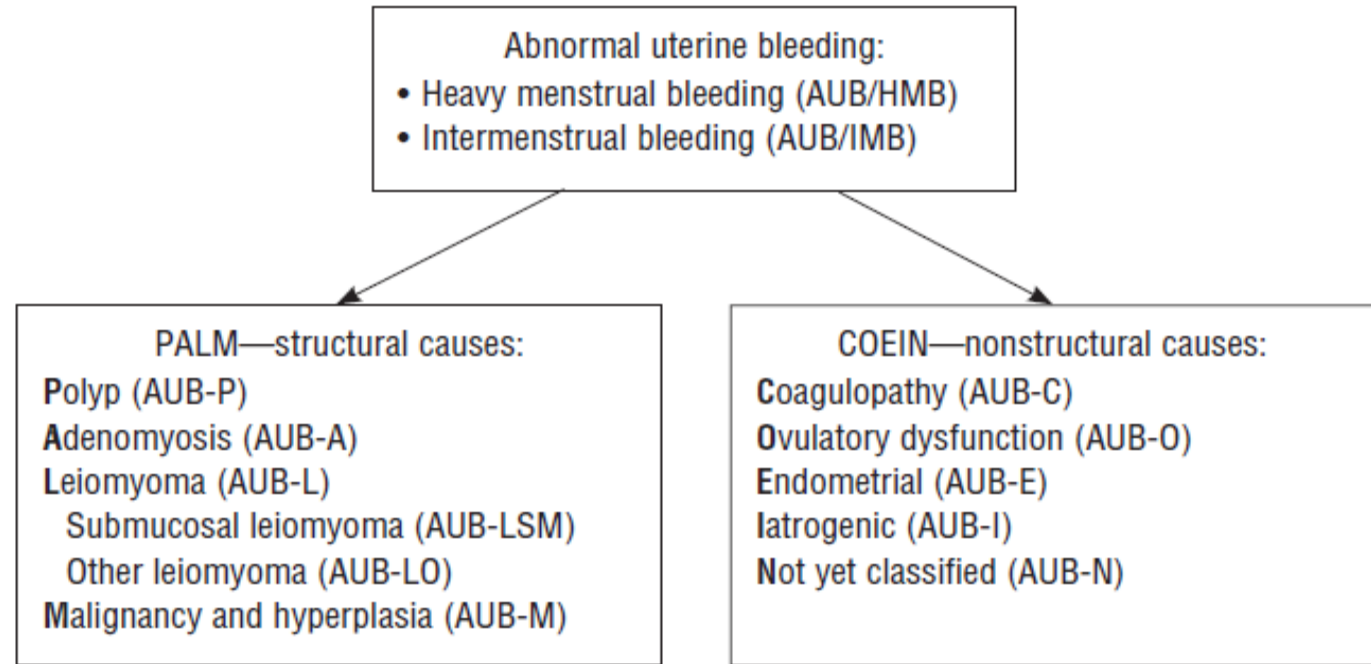 Abnormal uterine bleeding:
• Heavy menstrual bleeding (AUB/HMB)
• Intermenstrual bleeding (AUB/IMB)
PALM—structural causes:
Polyp (AUB-P)
Adenomyosis (AUB-A)
Leiomyoma (AUB-L)
Submucosal leiomyoma (AUB-LSM)
Other leiomyoma (AUB-LO)
Malignancy and hyperplasia (AUB-M)
COEIN—nonstructural causes:
Coagulopathy (AUB-C)
Ovulatory dysfunction (AUB-O)
Endometrial (AUB-E)
Iatrogenic (AUB-I)
Not yet classified (AUB-N)